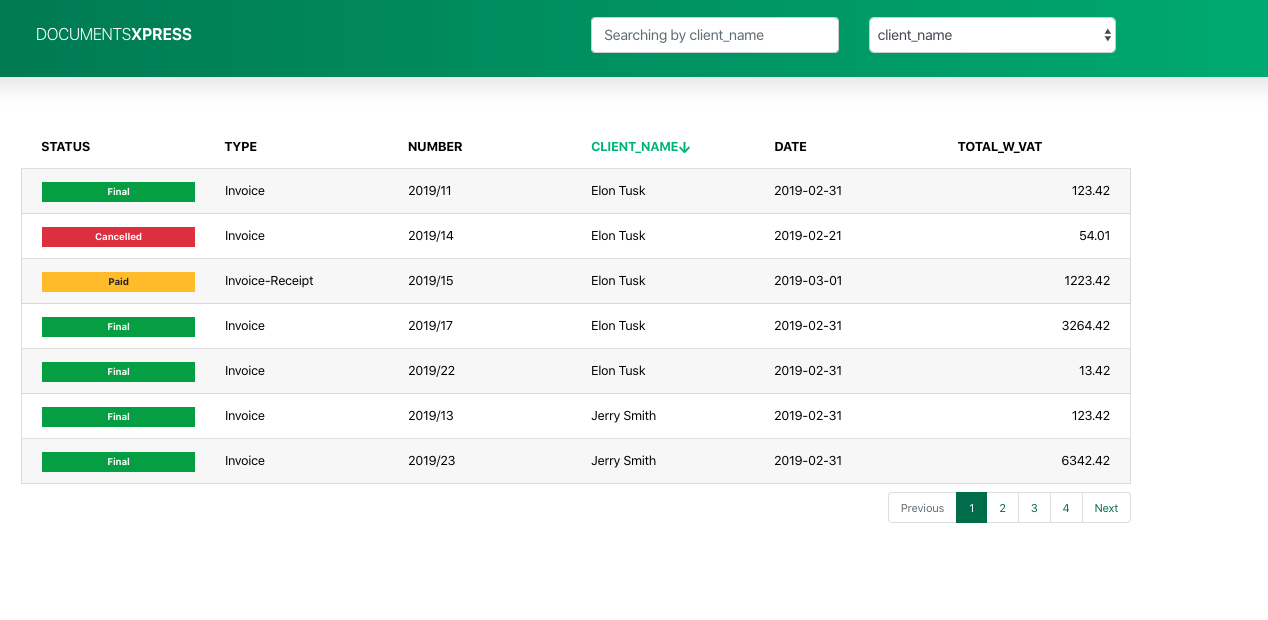 DOCUMENTSXPRESS Searching by client_name client_name
STATUS TYPE NUMBER CLIENT_NAME↓ DATE TOTAL_W_VAT
Final Invoice 2019/11 Elon Tusk 2019-02-31 123.42
Cancelled Invoice 2019/14 Elon Tusk 2019-02-21 54.01
Paid Invoice-Receipt 2019/15 Elon Tusk 2019-03-01 1223.42
Final Invoice 2019/17 Elon Tusk 2019-02-31 3264.42
Final Invoice 2019/22 Elon Tusk 2019-02-31 13.42
Final Invoice 2019/13 Jerry Smith 2019-02-31 123.42
Final Invoice 2019/23 Jerry Smith 2019-02-31 6342.42
Previous 1 2 3 4 Next